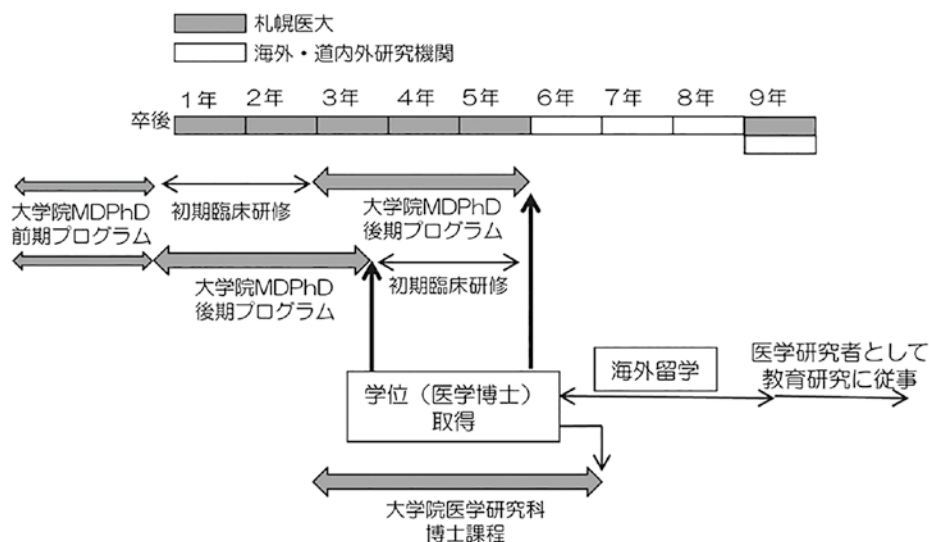 札幌医大
海外・道内外研究機関
1年 2年 3年 4年 5年 6年 7年 8年 9年
卒後
大学院MDPhD
前期プログラム
初期臨床研修
大学院MDPhD
後期プログラム
大学院MDPhD
後期プログラム
初期臨床研修
学位（医学博士）
取得
海外留学
医学研究者として
教育研究に従事
大学院医学研究科
博士課程